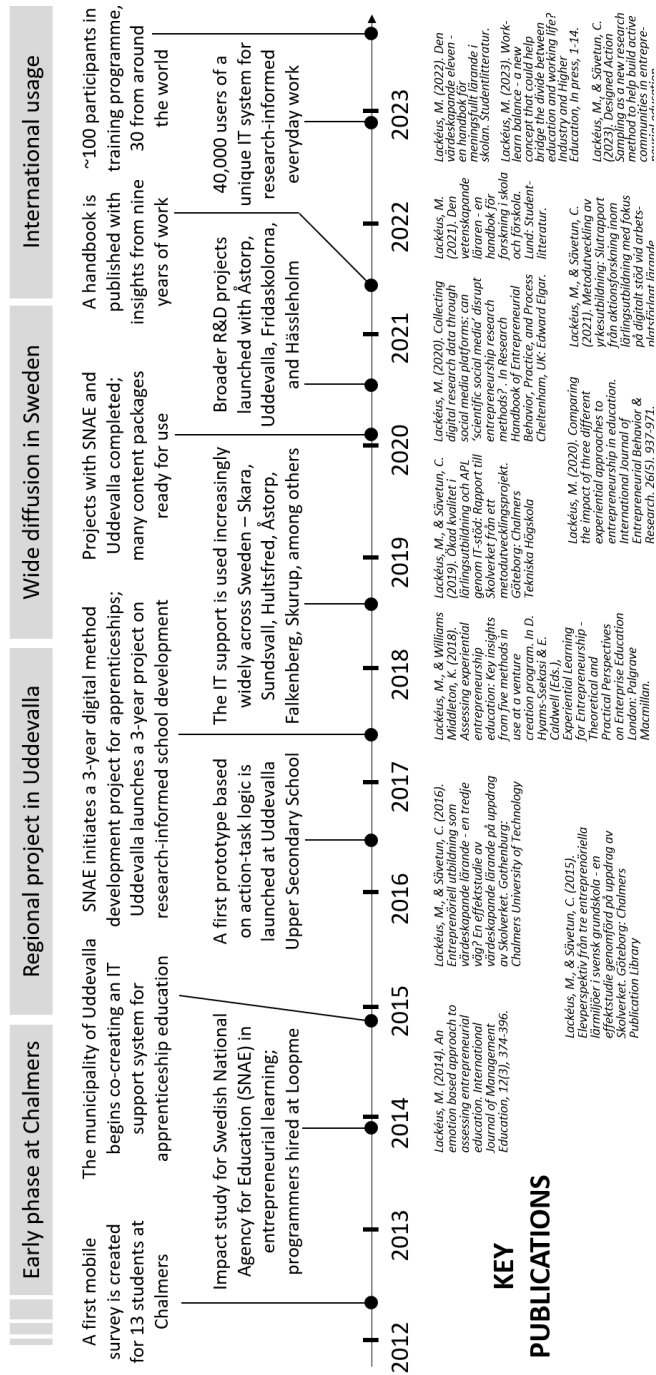 Early phase at Chalmers
Regional project in Uddevalla
Wide diffusion in Sweden
International usage
A first mobile
survey is created
for 13 students at
Chalmers
The municipality of Uddevalla
begins co-creating an IT
support system for
apprenticeship education
SNAE initiates a 3-year digital method
development project for apprenticeships;
Uddevalla launches a 3-year project on
research-informed school development
Projects with SNAE and
Uddevalla completed;
many content packages
ready for use
A handbook is
published with
insights from nine
years of work
~100 participants in
training programme,
30 from around
the world
Impact study for Swedish National
Agency for Education (SNAE) in
entrepreneurial learning;
programmers hired at Loopme
A first prototype based
on action-task logic is
launched at Uddevalla
Upper Secondary School
The IT support is used increasingly
widely across Sweden – Skara,
Sundsvall, Hultsfred, Åstorp,
Falkenberg, Skurup, among others
Broader R&D projects
launched with Åstorp,
Uddevalla, Fridaskolorna,
and Hässleholm
40,000 users of a
unique IT system for
research-informed
everyday work
2012
2013
2014
2015
2016
2017
2018
2019
2020
2021
2022
2023
KEY
PUBLICATIONS
Lackéus, M. (2014). An
emotion based approach to
assessing entrepreneurial
education. International
Journal of Management
Education, 12(3), 374-396.
Lackéus, M., & Sävetun, C. (2015),
Elevperspektiv från tre entreprenöriella
lärmiljöer i svensk grundskola - en
effektstudie genomförd på uppdrag av
Skolverket. Göteborg: Chalmers
Publication Library
Lackéus, M., & Sävetun, C. (2016).
Entreprenöriell utbildning som
värdeskapande lärande - en tredje
väg? En effektstudie av
värdeskapande lärande på uppdrag
av Skolverket. Gothenburg:
Chalmers University of Technology
Lackéus, M., & Williams
Middleton, K. (2018).
Assessing experiential
entrepreneurship
education: Key insights
from five methods in
use at a venture
creation program. In D.
Hyams-Ssekasi & E.
Caldwell (Eds.),
Experiential Learning
for Entrepreneurship -
Theoretical and
Practical Perspectives
on Enterprise Education
London: Palgrave
Macmillan.
Lackéus, M., & Sävetun, C.
(2019). Ökad kvalitet i
lärlingsutbildning och APL
genom IT-stöd: Rapport till
Skolverket från ett
metodutvecklingsprojekt.
Göteborg: Chalmers
Tekniska Högskola
Lackéus, M. (2020). Comparing
the impact of three different
experiential approaches to
entrepreneurship in education.
International Journal of
Entrepreneurial Behavior &
Research. 26(5), 937-971.
Lackéus, M. (2020). Collecting
digital research data through
social media platforms: can
'scientific social media' disrupt
entrepreneurship research
methods? . In Research
Handbook of Entrepreneurial
Behavior, Practice, and Process
Cheltenham, UK: Edward Elgar.
Lackéus, M., & Sävetun, C.
(2021). Metodutveckling av
yrkesutbildning: Slutrapport
från aktionsforskning inom
lärlingsutbildning med fokus
på digitalt stöd vid arbets-
platsförlagt lärande
Lackéus, M.
(2021). Den
vetenskapande
läraren - en
handbok för
forskning i skola
och förskola.
Lund: Student-
litteratur.
Lackéus, M. (2022). Den
värdeskapande eleven -
en handbok för
meningsfullt lärande i
skolan. Studentlitteratur.
Lackéus, M. (2023). Work-
learn balance - a new
concept that could help
bridge the divide between
education and working life?
Industry and Higher
Education, In press, 1-14.
Lackéus, M., & Sävetun, C.
(2023). Designed Action
Sampling as a new research
method to help build active
communities in entrepre-
neurial education